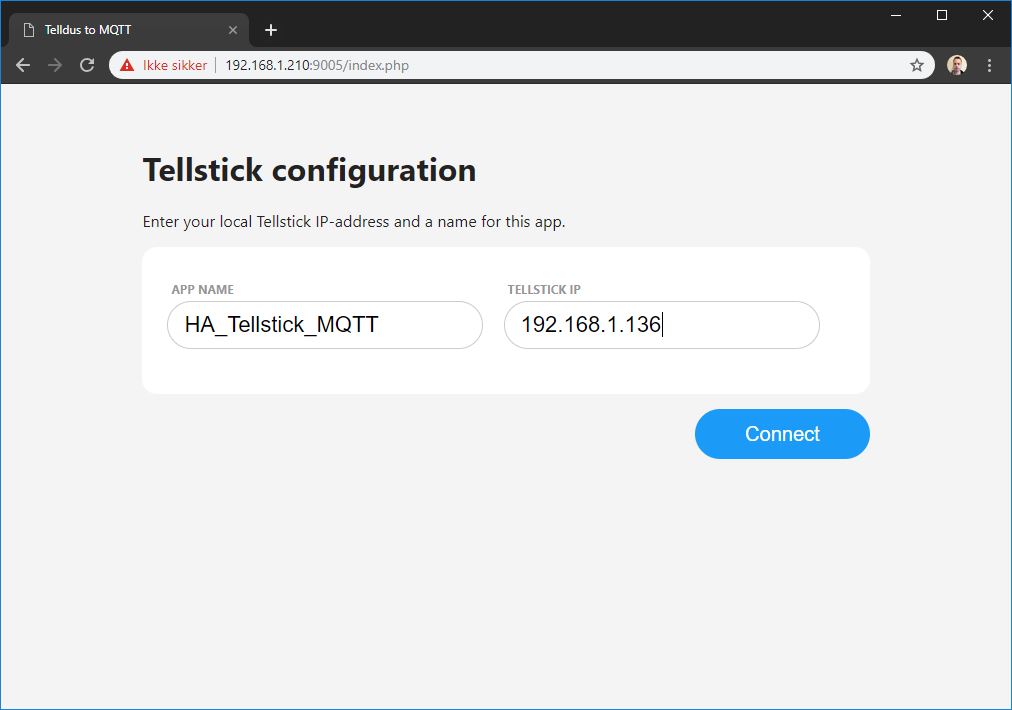 Telldus to MQTT
Ikke sikker 192.168.1.210:9005/index.php
Tellstick configuration
Enter your local Tellstick IP-address and a name for this app.
APP NAME TELLSTICK IP
HA_Tellstick_MQTT 192.168.1.136
Connect